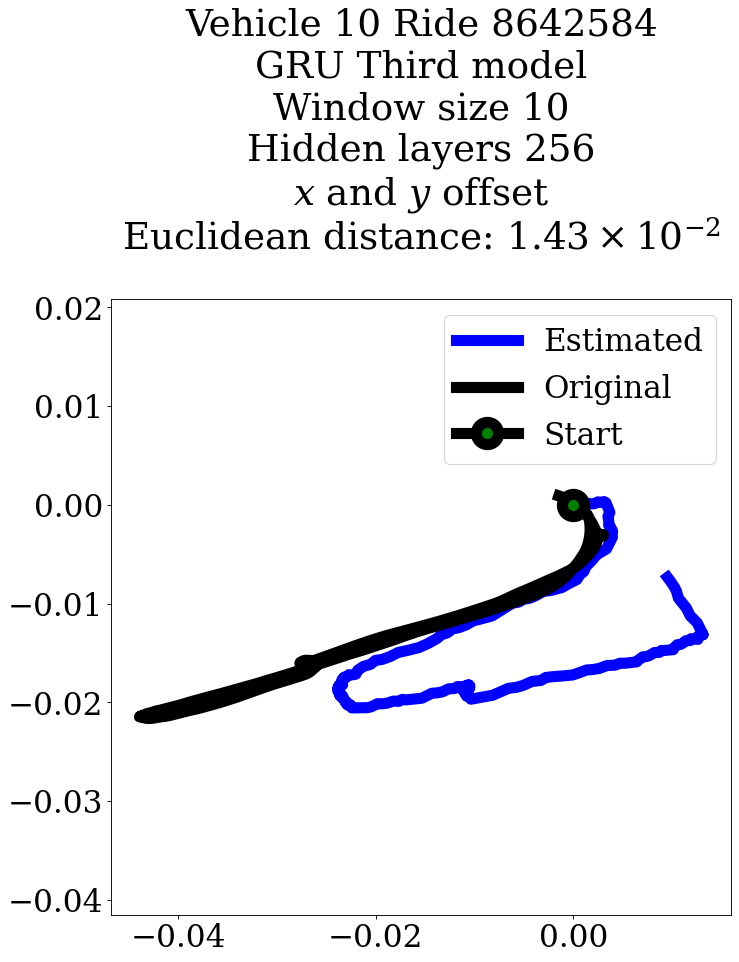 Vehicle 10 Ride 8642584
GRU Third model
Window size 10
Hidden layers 256
x and y offset
Euclidean distance: 1.43 × 10⁻²
Estimated
Original
Start
0.02
0.01
0.00
−0.01
−0.02
−0.03
−0.04
−0.04
−0.02
0.00